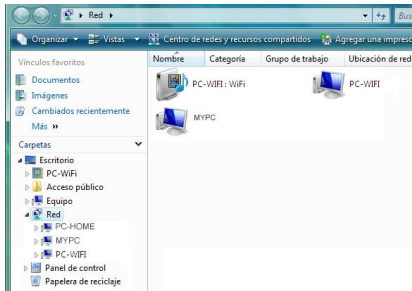 Red
Bus
Organizar Vistas Centro de redes y recursos compartidos Agregar una impreso
Vínculos favoritos
Documentos
Imágenes
Cambiados recientemente
Más »
Carpetas
Escritorio
PC-WiFi
Acceso público
Equipo
Red
PC-HOME
MYPC
PC-WIFI
Panel de control
Papelera de reciclaje
Nombre Categoría Grupo de trabajo Ubicación de red
PC-WIFI : WiFi
PC-WIFI
MYPC